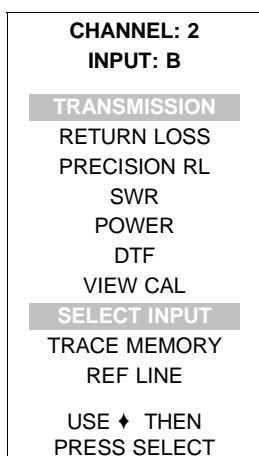 CHANNEL: 2
INPUT: B
TRANSMISSION
RETURN LOSS
PRECISION RL
SWR
POWER
DTF
VIEW CAL
SELECT INPUT
TRACE MEMORY
REF LINE
USE ♦ THEN
PRESS SELECT